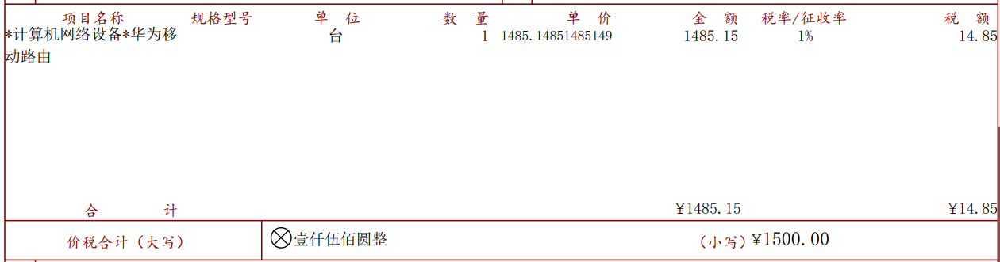 项目名称 规格型号 单 位 数 量 单 价 金 额 税率/征收率 税 额
*计算机网络设备*华为移 台 1 1485.14851485149 1485.15 1% 14.85
动路由
合 计 ¥1485.15 ¥14.85
价税合计（大写） ⊗壹仟伍佰圆整 （小写）¥1500.00